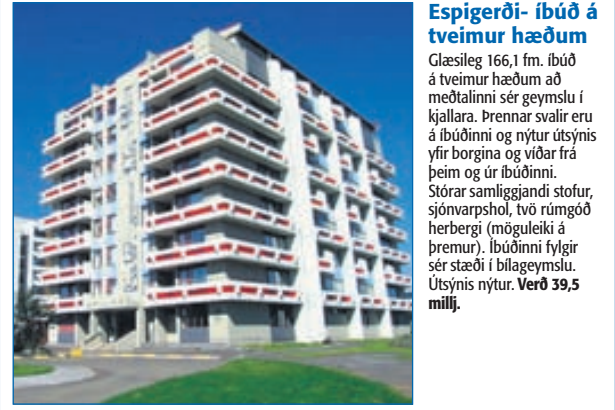 Espigerði- íbúð á
tveimur hæðum
Glæsileg 166,1 fm. íbúð
á tveimur hæðum að
meðtalinni sér geymslu í
kjallara. Þrennar svalir eru
á íbúðinni og nýtur útsýnis
yfir borgina og víðar frá
þeim og úr íbúðinni.
Stórar samliggjandi stofur,
sjónvarpshol, tvö rúmgóð
herbergi (möguleiki á
þremur). Íbúðinni fylgir
sér stæði í bílageymslu.
Útsýnis nýtur. Verð 39,5
millj.